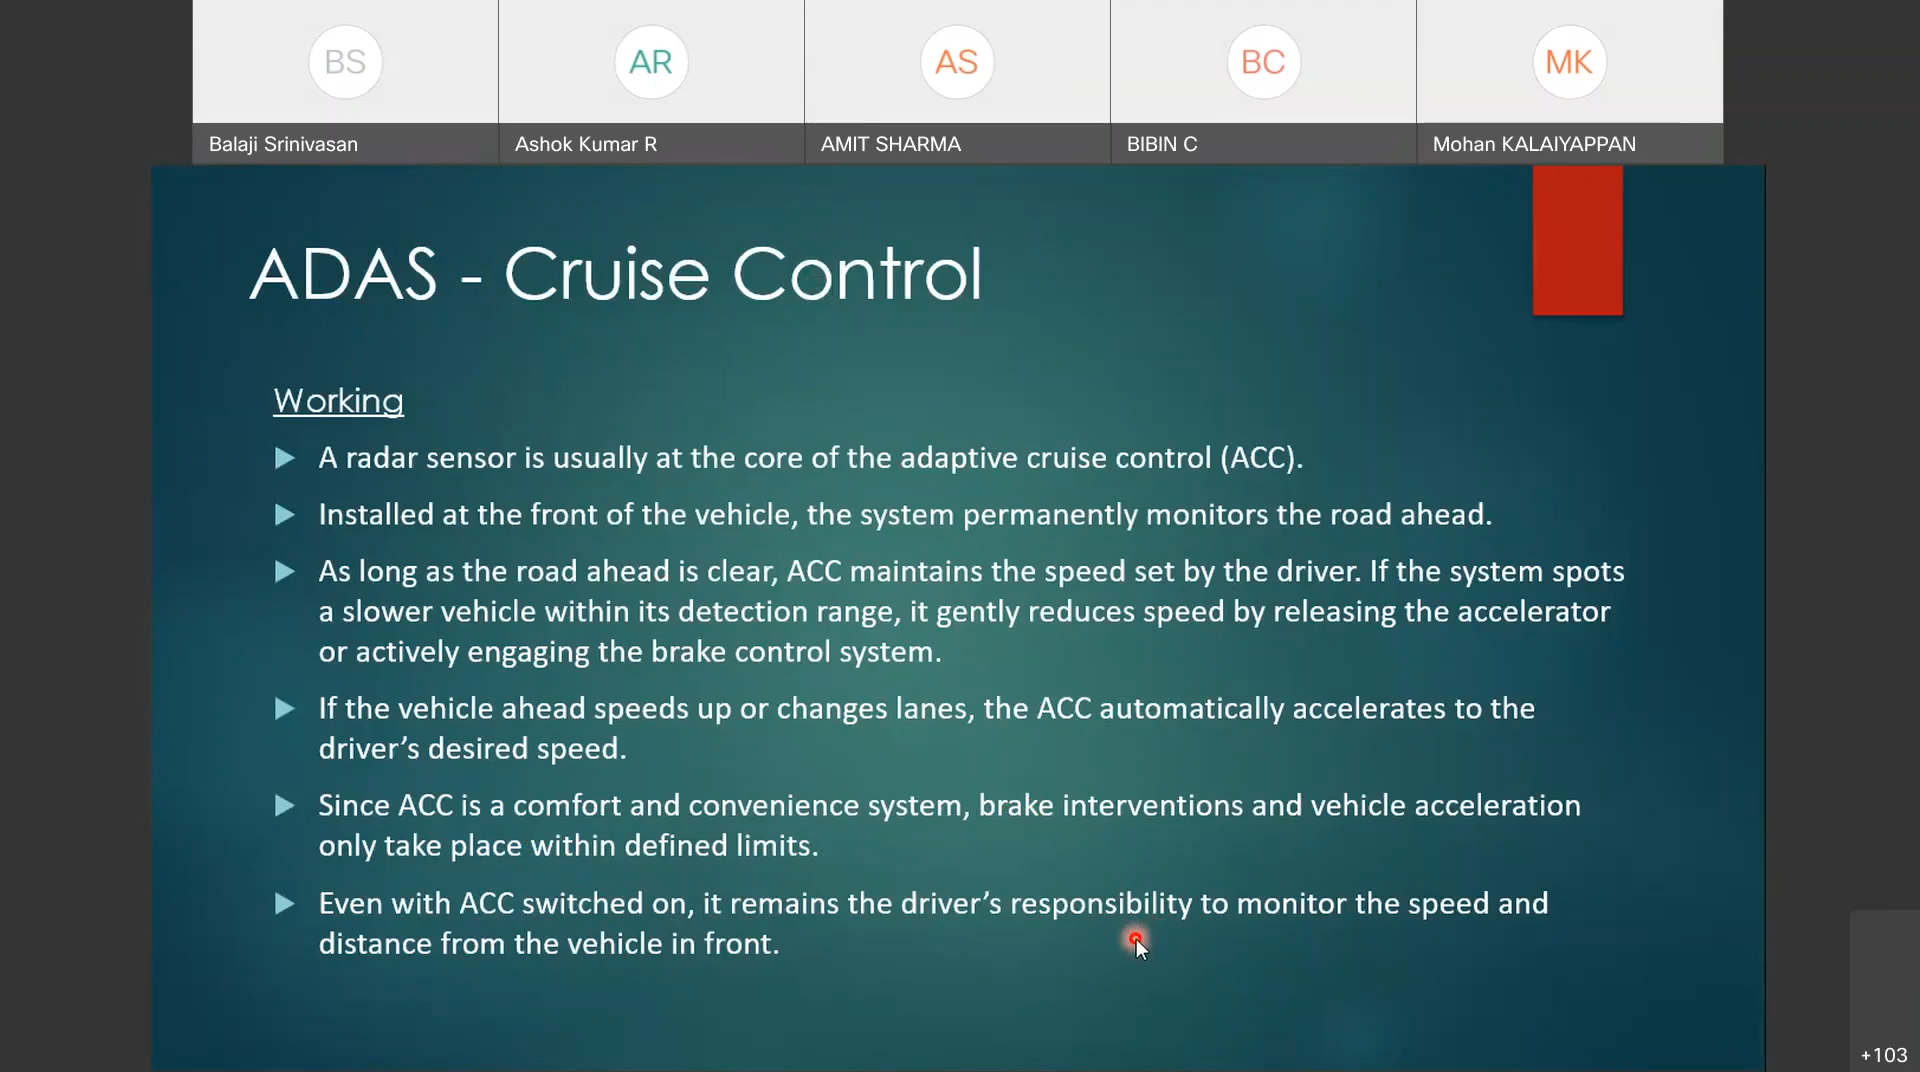 BS
AR
AS
BC
MK
Balaji Srinivasan
Ashok Kumar R
AMIT SHARMA
BIBIN C
Mohan KALAIYAPPAN
ADAS - Cruise Control
Working
A radar sensor is usually at the core of the adaptive cruise control (ACC).
Installed at the front of the vehicle, the system permanently monitors the road ahead.
As long as the road ahead is clear, ACC maintains the speed set by the driver. If the system spots
a slower vehicle within its detection range, it gently reduces speed by releasing the accelerator
or actively engaging the brake control system.
If the vehicle ahead speeds up or changes lanes, the ACC automatically accelerates to the
driver’s desired speed.
Since ACC is a comfort and convenience system, brake interventions and vehicle acceleration
only take place within defined limits.
Even with ACC switched on, it remains the driver’s responsibility to monitor the speed and
distance from the vehicle in front.
+103